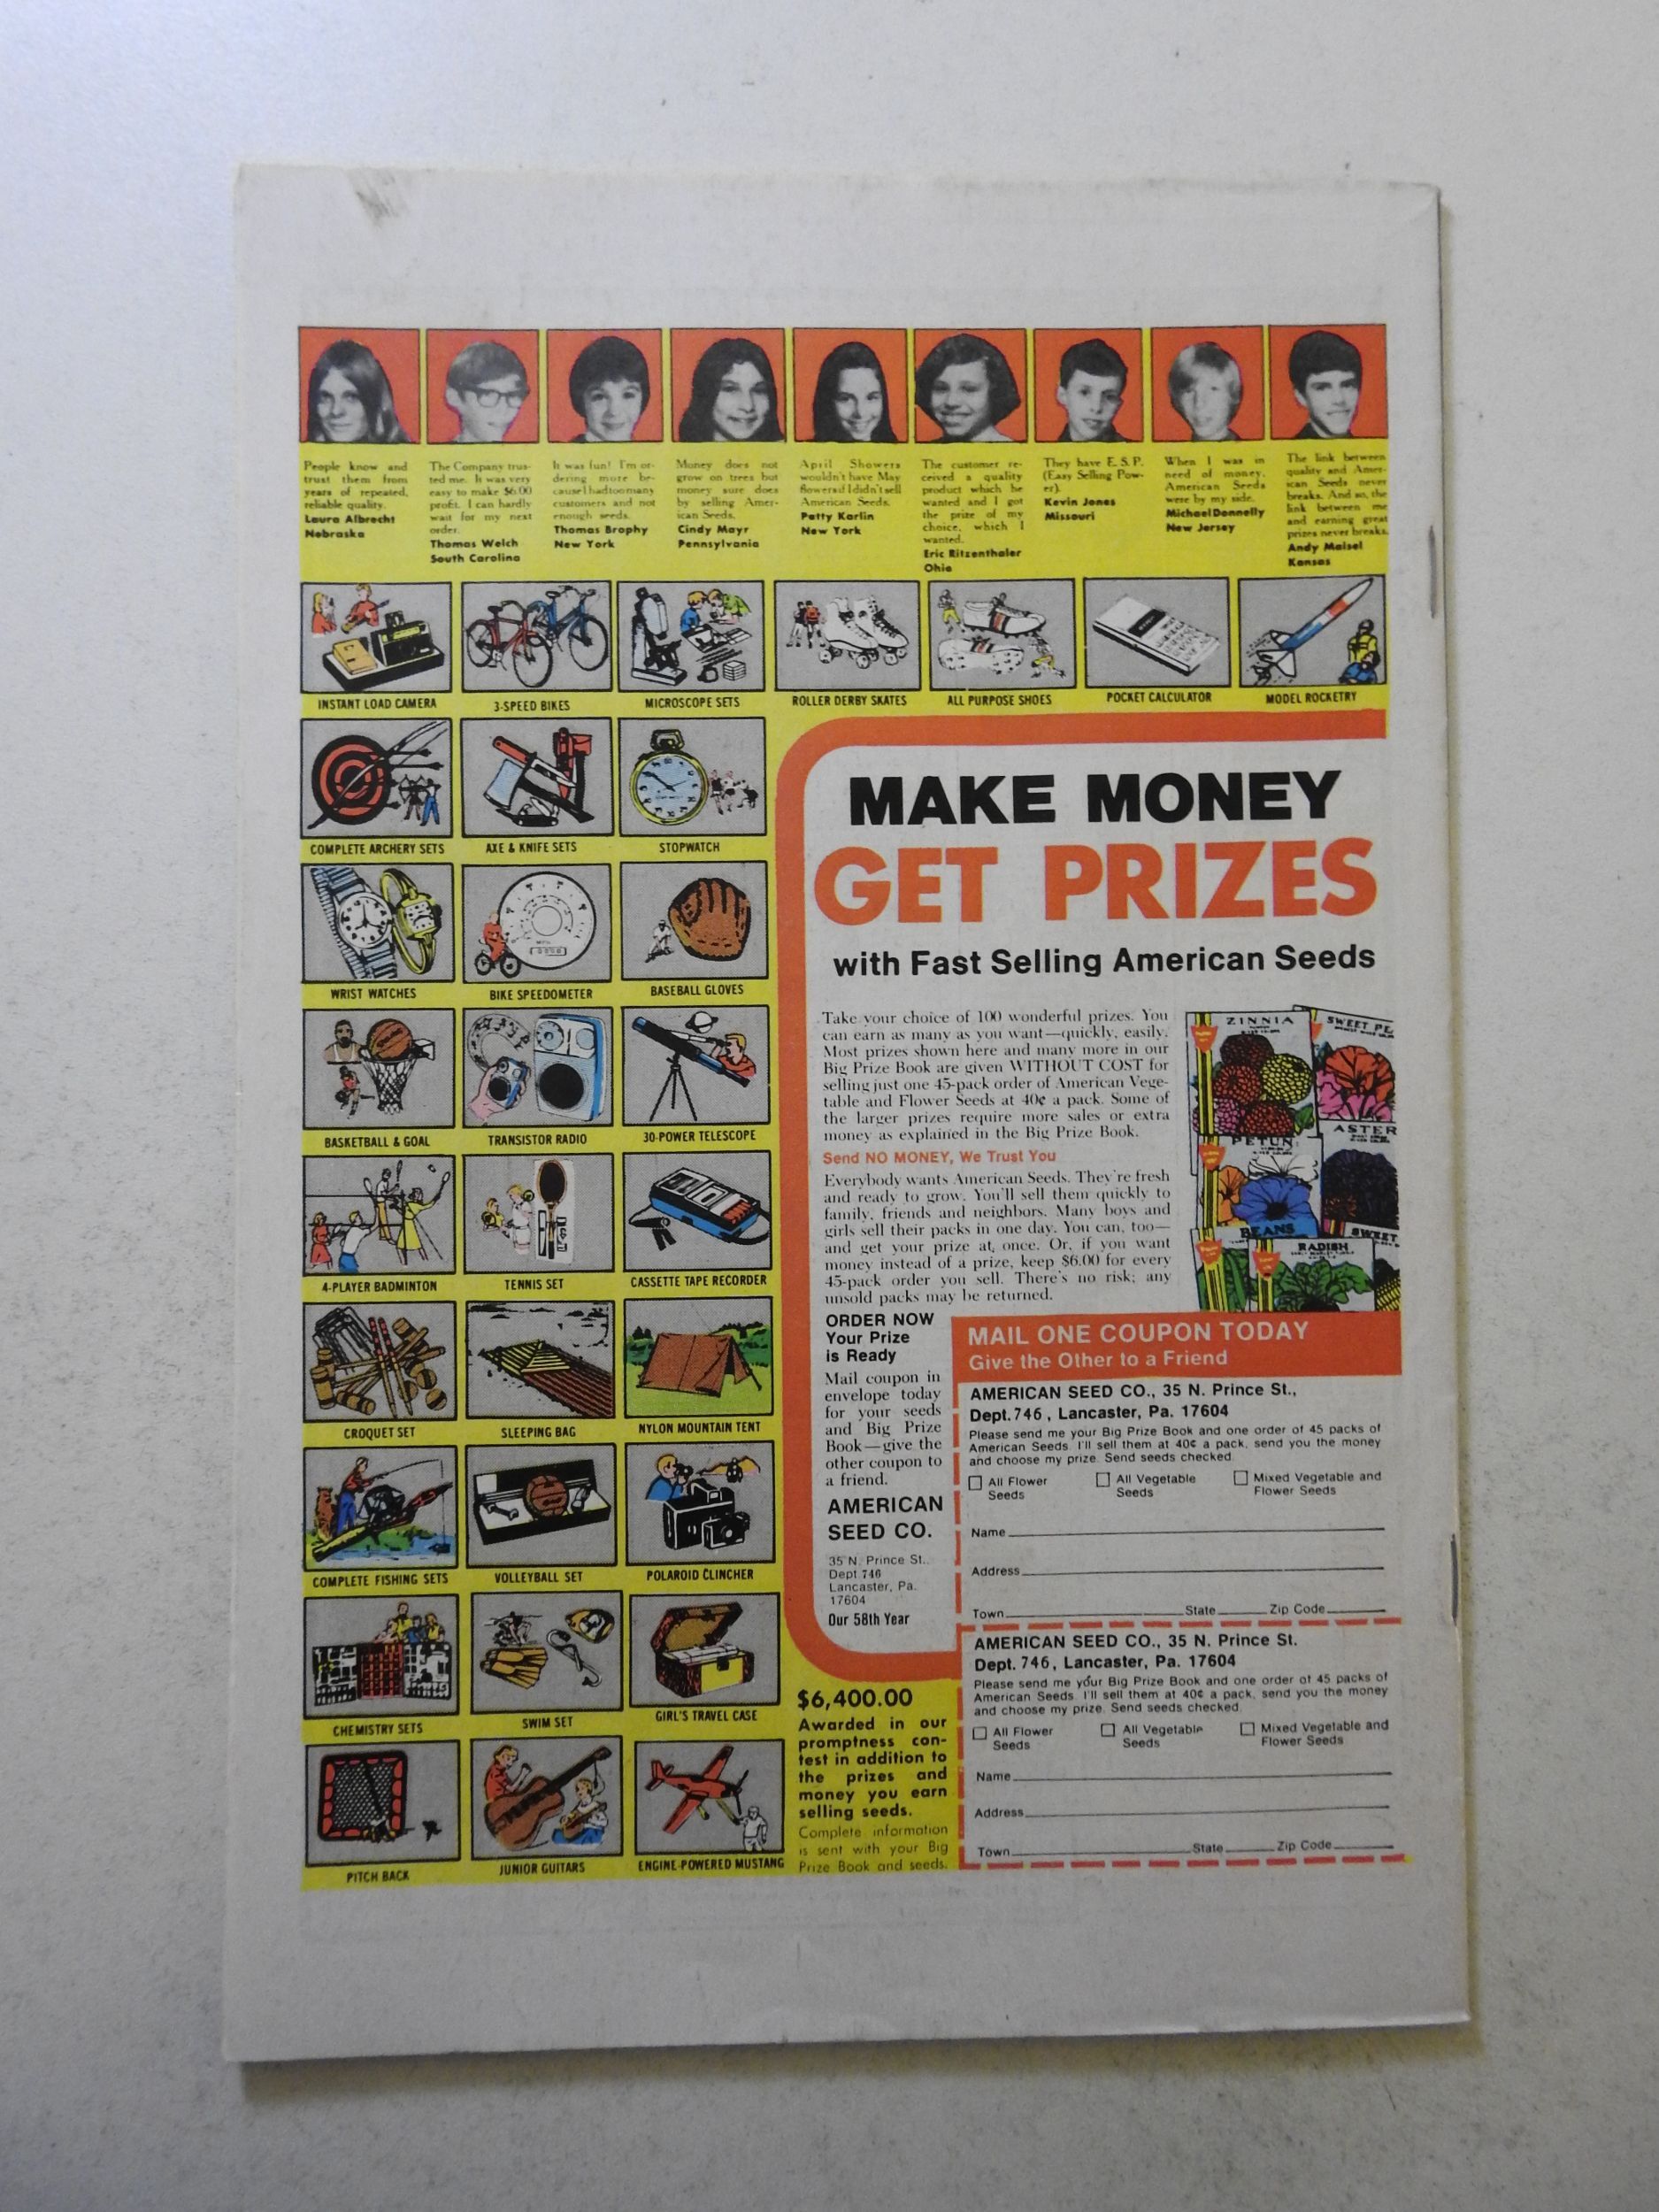 People know and
trust them from
years of repeated,
reliable quality.
Laura Albrecht
Nebraska
The Company trus-
ted me. It was very
easy to make $6.00
profit. I can hardly
wait for my next
order.
Thomas Welch
South Carolina
It was fun! I'm or-
dering more be-
cause I had too many
customers and not
enough seeds.
Thomas Brophy
New York
Money does not
grow on trees but
money sure does
by selling Amer-
ican Seeds.
Cindy Mayr
Pennsylvania
April Showers
wouldn't have May
flowers if I didn't sell
American Seeds.
Patty Karlin
New York
The customer re-
ceived a quality
product which he
wanted and I got
the prize of my
choice, which I
wanted.
Eric Ritzenthaler
Ohio
They have E.S.P.
(Easy Selling Pow-
er).
Kevin Jones
Missouri
When I was in
need of money,
American Seeds
were by my side.
Michael Donnelly
New Jersey
The link between
quality and Amer-
ican Seeds never
breaks. And so, the
link between me
and earning great
prizes never breaks.
Andy Maisel
Kansas
INSTANT LOAD CAMERA
3-SPEED BIKES
MICROSCOPE SETS
ROLLER DERBY SKATES
ALL PURPOSE SHOES
POCKET CALCULATOR
MODEL ROCKETRY
COMPLETE ARCHERY SETS
AXE & KNIFE SETS
STOPWATCH
WRIST WATCHES
BIKE SPEEDOMETER
BASEBALL GLOVES
BASKETBALL & GOAL
TRANSISTOR RADIO
30-POWER TELESCOPE
4-PLAYER BADMINTON
TENNIS SET
CASSETTE TAPE RECORDER
CROQUET SET
SLEEPING BAG
NYLON MOUNTAIN TENT
COMPLETE FISHING SETS
VOLLEYBALL SET
POLAROID CLINCHER
CHEMISTRY SETS
SWIM SET
GIRL'S TRAVEL CASE
PITCH BACK
JUNIOR GUITARS
ENGINE-POWERED MUSTANG
MAKE MONEY
GET PRIZES
with Fast Selling American Seeds
Take your choice of 100 wonderful prizes. You
can earn as many as you want—quickly, easily.
Most prizes shown here and many more in our
Big Prize Book are given WITHOUT COST for
selling just one 45-pack order of American Vege-
table and Flower Seeds at 40¢ a pack. Some of
the larger prizes require more sales or extra
money as explained in the Big Prize Book.
Send NO MONEY, We Trust You
Everybody wants American Seeds. They're fresh
and ready to grow. You'll sell them quickly to
family, friends and neighbors. Many boys and
girls sell their packs in one day. You can, too—
and get your prize at once. Or, if you want
money instead of a prize, keep $6.00 for every
45-pack order you sell. There's no risk; any
unsold packs may be returned.
ZINNIA
SWEET PE
PETUN
ASTER
BEANS
SWEET
RADISH
ORDER NOW
Your Prize
is Ready
Mail coupon in
envelope today
for your seeds
and Big Prize
Book—give the
other coupon to
a friend.
AMERICAN
SEED CO.
35 N. Prince St.
Dept 746
Lancaster, Pa.
17604
Our 58th Year
MAIL ONE COUPON TODAY
Give the Other to a Friend
AMERICAN SEED CO., 35 N. Prince St.,
Dept. 746, Lancaster, Pa. 17604
Please send me your Big Prize Book and one order of 45 packs of
American Seeds. I'll sell them at 40¢ a pack, send you the money
and choose my prize. Send seeds checked.
All Flower
Seeds
All Vegetable
Seeds
Mixed Vegetable and
Flower Seeds
Name
Address
Town State Zip Code
AMERICAN SEED CO., 35 N. Prince St.
Dept. 746, Lancaster, Pa. 17604
Please send me your Big Prize Book and one order of 45 packs of
American Seeds. I'll sell them at 40¢ a pack, send you the money
and choose my prize. Send seeds checked.
All Flower
Seeds
All Vegetable
Seeds
Mixed Vegetable and
Flower Seeds
Name
Address
Town State Zip Code
$6,400.00
Awarded in our
promptness con-
test in addition to
the prizes and
money you earn
selling seeds.
Complete information
is sent with your Big
Prize Book and seeds.